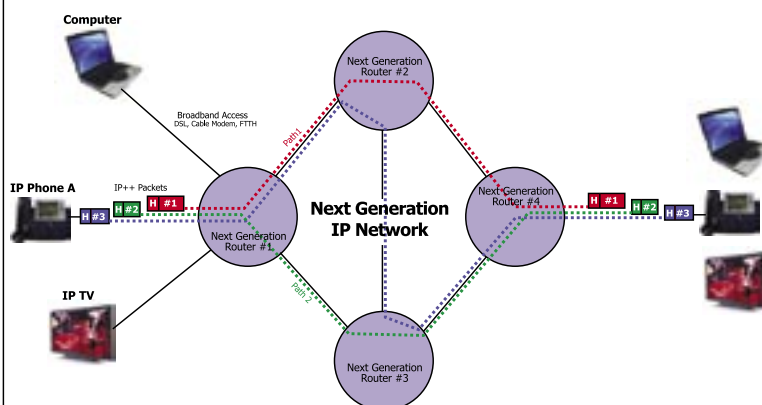 Computer
Next Generation
Router #2
Broadband Access
DSL, Cable Modem, FTTH
Path1
IP Phone A
IP++ Packets
H #3
H #2
H #1
Next Generation
Router #1
Next Generation
IP Network
Next Generation
Router #4
H #1
H #2
H #3
Path 2
IP TV
Next Generation
Router #3